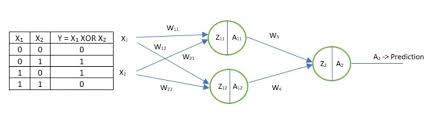 X₁ X₂ Y = X₁ XOR X₂
0 0 0
0 1 1
1 0 1
1 1 0
X₁
X₂
W₁₁
W₁₂
W₂₁
W₂₂
Z₁₁ A₁₁
Z₁₂ A₁₂
W₅
W₆
Z₂ A₂
A₂ -> Prediction